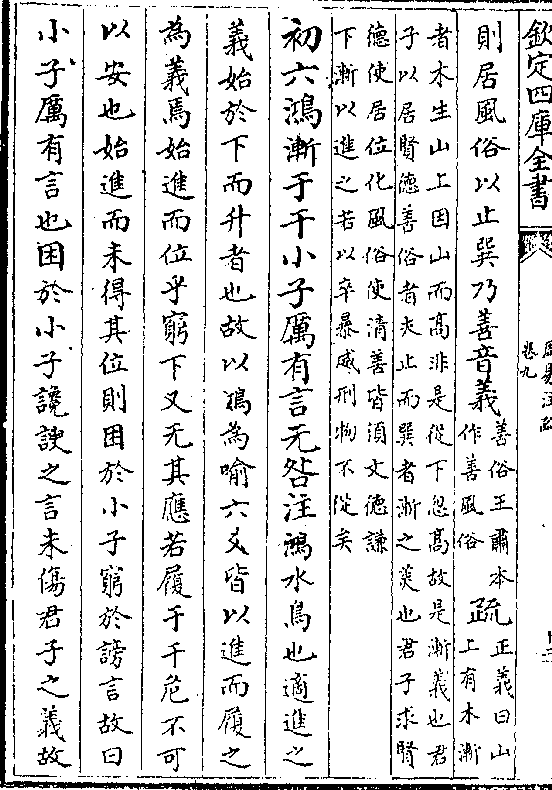 欽定四庫全書
周易注疏
卷九
則居風俗以止巽乃善音義善俗王肅本
作善風俗疏正義曰山
上有木漸
者木生山上因山而髙非是從下忽髙故是漸義也君
子以居賢德善俗者夫止而巽者漸之美也君子求賢
德使居位化風俗使清善皆須文德謙
下漸以進之若以卒暴威刑物不從矣
初六鴻漸于干小子厲有言无咎注鴻水鳥也適進之
義始於下而升者也故以鴻為喻六爻皆以進而履之
為義焉始進而位乎窮下又无其應若履于干危不可
以安也始進而未得其位則困於小子窮於謗言故曰
小子厲有言也困於小子讒諛之言未傷君子之義故